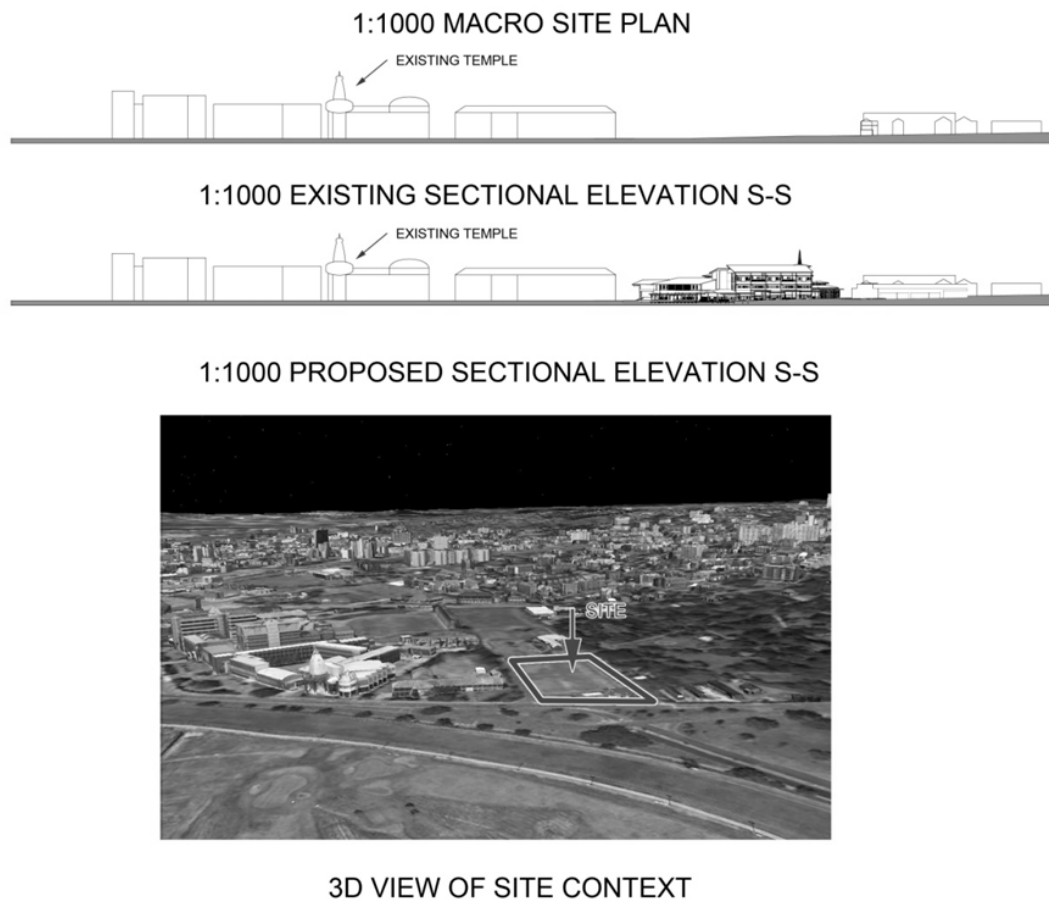 1:1000 MACRO SITE PLAN
EXISTING TEMPLE
1:1000 EXISTING SECTIONAL ELEVATION S-S
EXISTING TEMPLE
1:1000 PROPOSED SECTIONAL ELEVATION S-S
SITE
3D VIEW OF SITE CONTEXT